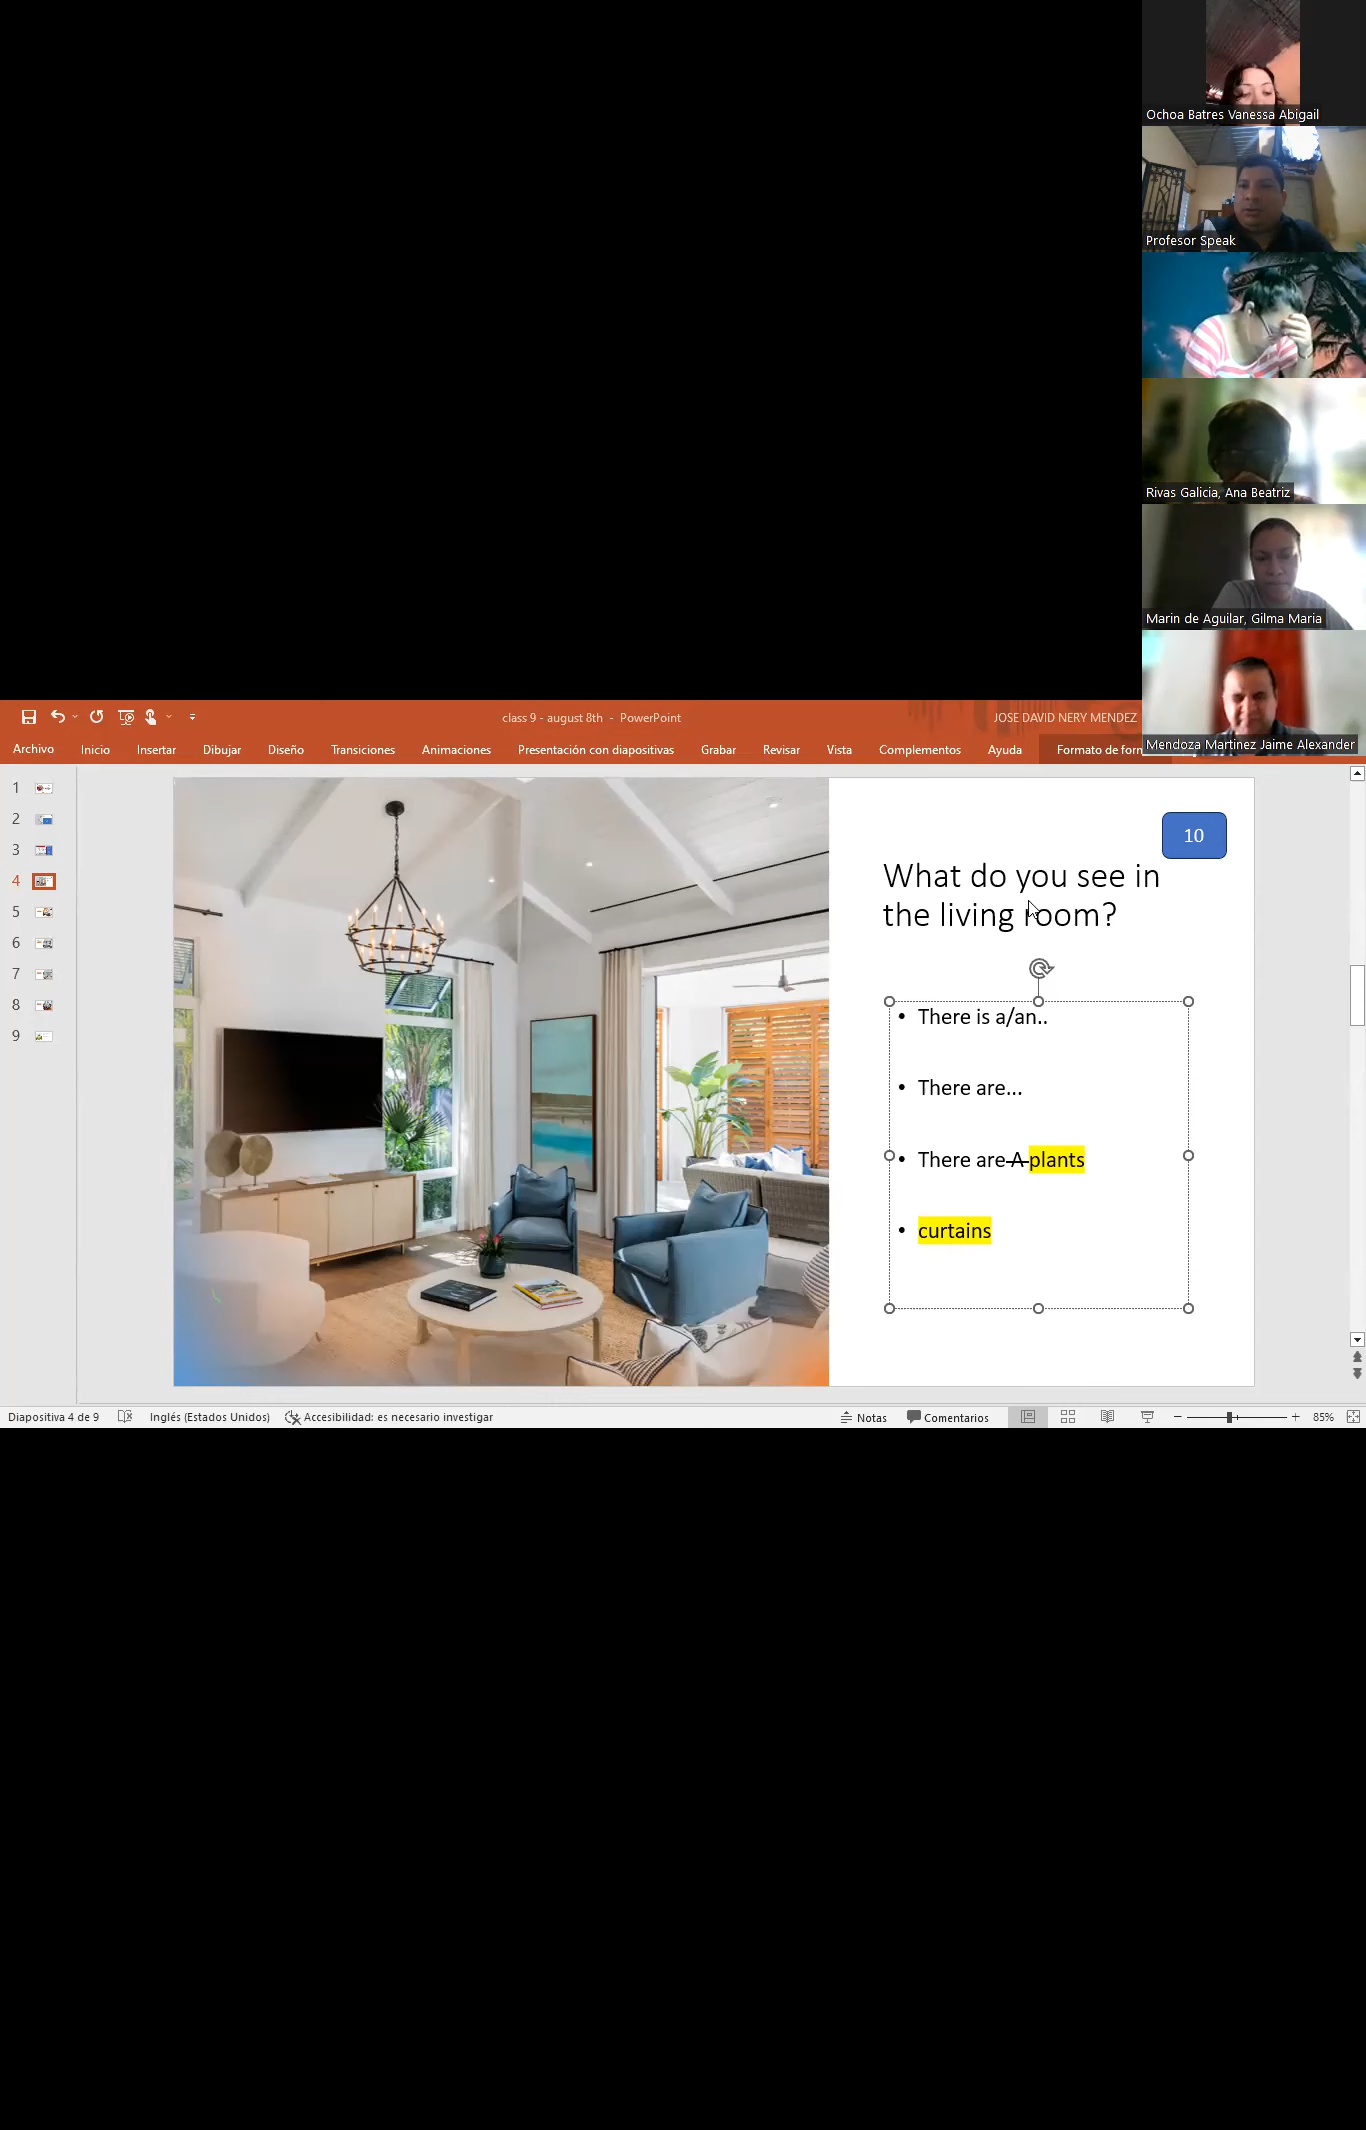 Ochoa Batres Vanessa Abigail
Profesor Speak
Rivas Galicia, Ana Beatriz
Marin de Aguilar, Gilma Maria
Mendoza Martinez Jaime Alexander
class 9 - august 8th - PowerPoint
JOSE DAVID NERY MENDEZ
Archivo Inicio Insertar Dibujar Diseño Transiciones Animaciones Presentación con diapositivas Grabar Revisar Vista Complementos Ayuda Formato de form
1
2
3
4
5
6
7
8
9
10
What do you see in
the living room?
• There is a/an..
• There are...
• There are A plants
• curtains
Diapositiva 4 de 9 Inglés (Estados Unidos) Accesibilidad: es necesario investigar Notas Comentarios 85%